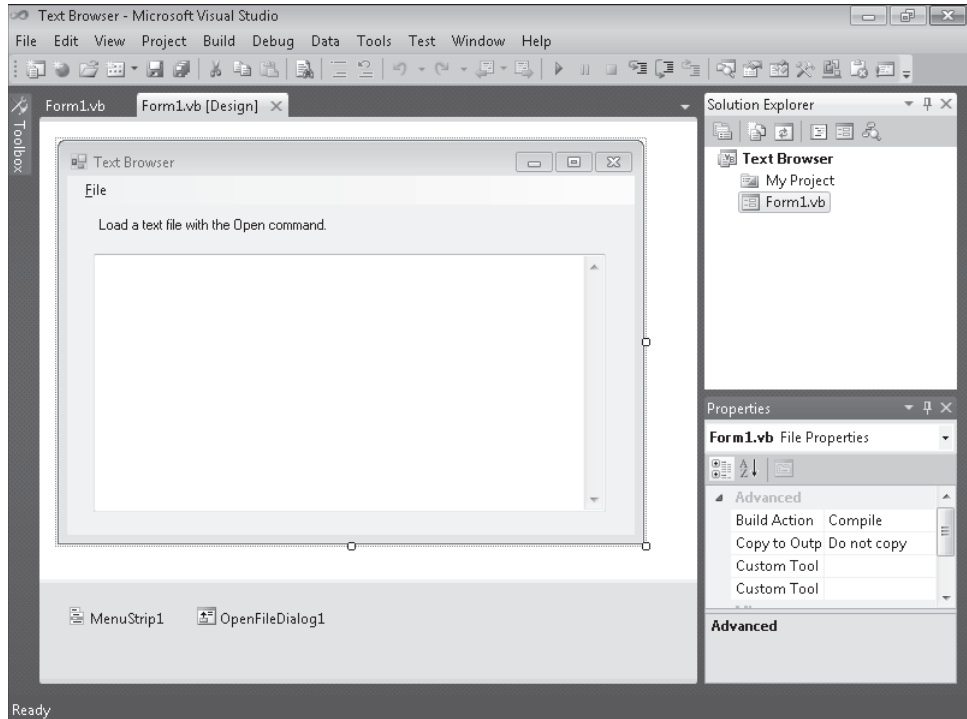 Text Browser - Microsoft Visual Studio
File Edit View Project Build Debug Data Tools Test Window Help
Toolbox
Form1.vb Form1.vb [Design]
Text Browser
File
Load a text file with the Open command.
MenuStrip1 OpenFileDialog1
Solution Explorer
Text Browser
My Project
Form1.vb
Properties
Form1.vb File Properties
Advanced
Build Action Compile
Copy to Outp Do not copy
Custom Tool
Custom Tool
Advanced
Ready